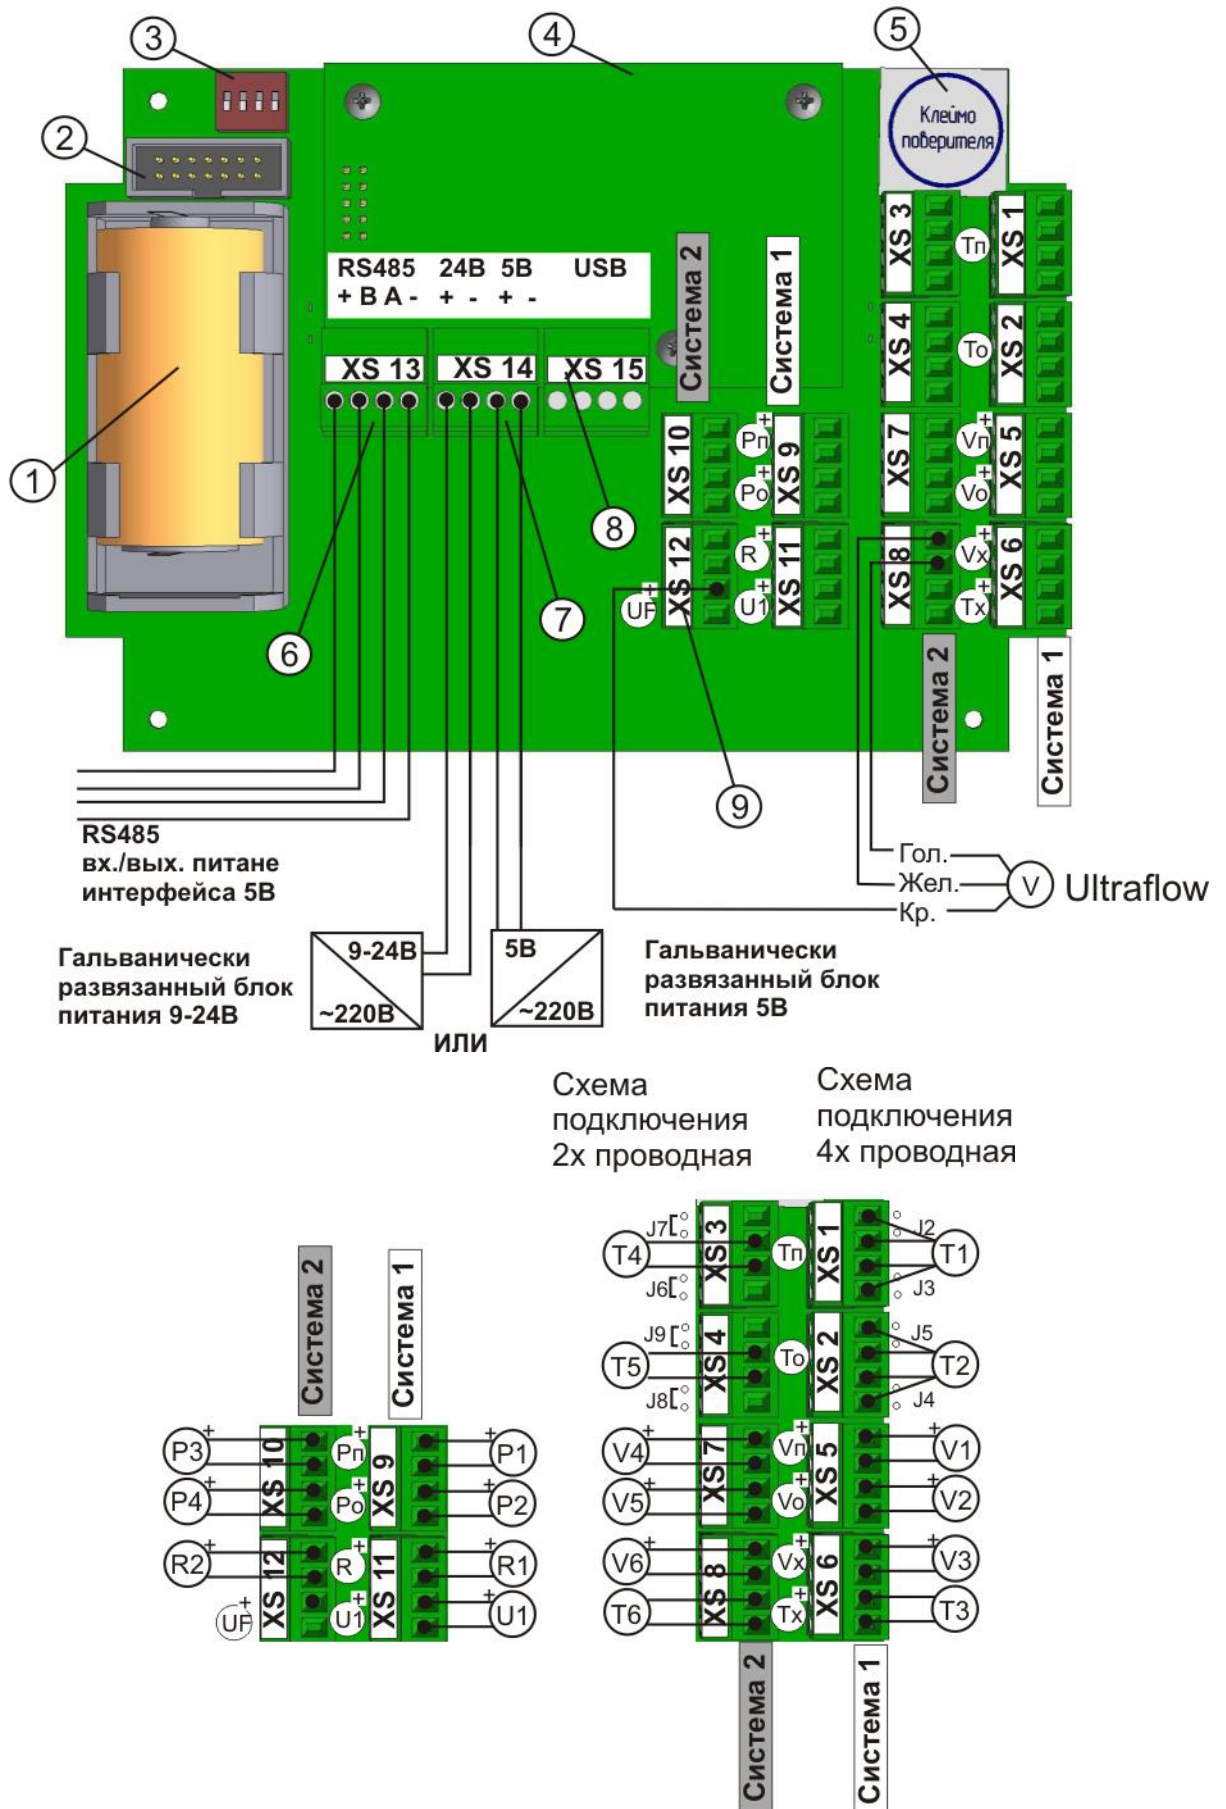 3
4
5
2
Клеймо
поверителя
XS 3
Тп
XS 1
RS485 24В 5В USB
+ В А - + - + -
Система 2
Система 1
XS 4
То
XS 2
XS 13
XS 14
XS 15
1
XS 10
Рп
+
Ро
+
XS 9
XS 7
Vп
+
Vо
+
XS 5
8
XS 12
R
+
U1
+
XS 11
UF
+
XS 8
Vx
+
Тх
+
XS 6
6
7
9
Система 2
Система 1
RS485
вх./вых. питане
интерфейса 5В
Гол.
Жел.
Кр.
V
Ultraflow
Гальванически
развязанный блок
питания 9-24В
9-24В
~220В
или
5В
~220В
Гальванически
развязанный блок
питания 5В
Схема
подключения
2х проводная
Схема
подключения
4х проводная
Система 2
Система 1
P3
+
P4
+
R2
+
UF
+
XS 10
XS 12
Рп
+
Ро
+
R
+
U1
+
XS 9
XS 11
P1
+
P2
+
R1
+
U1
+
T4
J7
J6
XS 3
Тп
XS 1
J2
J3
T1
T5
J9
J8
XS 4
То
XS 2
J5
J4
T2
V4
+
V5
+
XS 7
Vп
+
Vо
+
XS 5
V1
+
V2
+
V6
+
T6
+
XS 8
Vx
+
Тх
+
XS 6
V3
+
T3
+
Система 2
Система 1